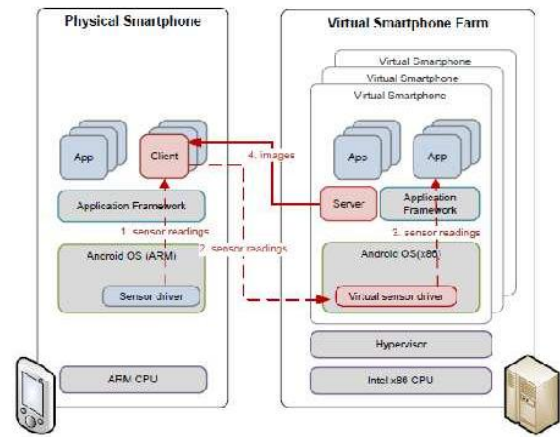 Physical Smartphone
Virtual Smartphone Farm
Virtual Smartphone
Virtual Smartphone
Virtual Smartphone
App
Client
4. images
App
App
Server
Application Framework
Application Framework
1. sensor readings
2. sensor readings
3. sensor readings
Android OS (ARM)
Android OS(x86)
Sensor driver
Virtual sensor driver
Hypervisor
ARM CPU
Intel x86 CPU